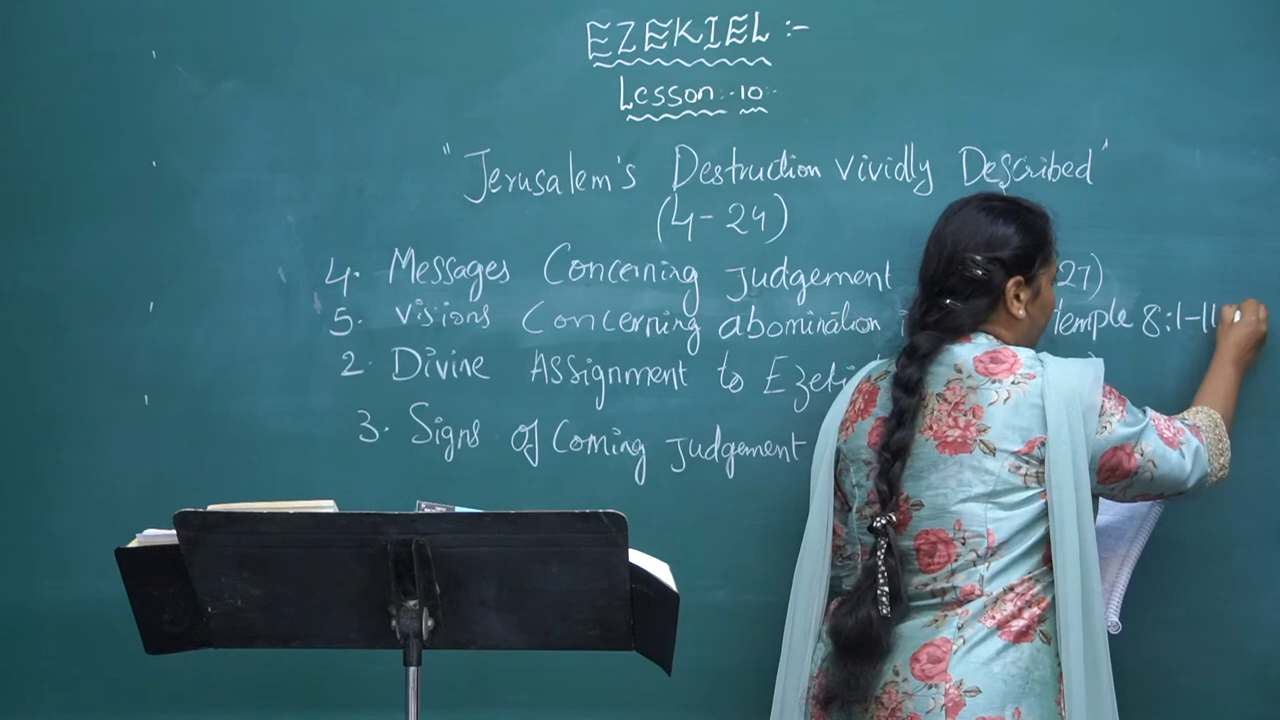 EZEKIEL :-
Lesson :- 10:-
"Jerusalem's Destruction vividly Described"
(4-24)
4. Messages Concerning Judgement 27)
5. visions Concerning abomination temple 8:1-11
2. Divine Assignment to
3. Signs Of Coming Judgement